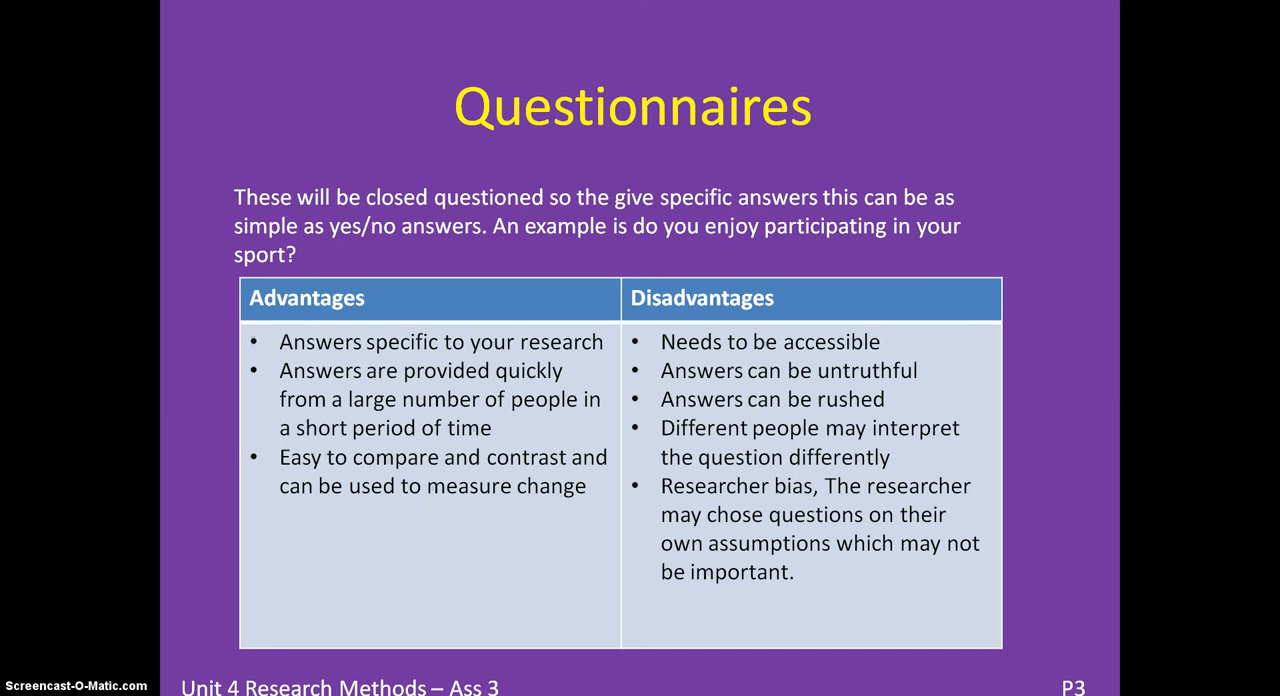 Questionnaires
These will be closed questioned so the give specific answers this can be as
simple as yes/no answers. An example is do you enjoy participating in your
sport?
Advantages
• Answers specific to your research
• Answers are provided quickly
from a large number of people in
a short period of time
• Easy to compare and contrast and
can be used to measure change
Disadvantages
• Needs to be accessible
• Answers can be untruthful
• Answers can be rushed
• Different people may interpret
the question differently
• Researcher bias, The researcher
may chose questions on their
own assumptions which may not
be important.
Screencast-O-Matic.com
Unit 4 Research Methods – Ass 3
P3